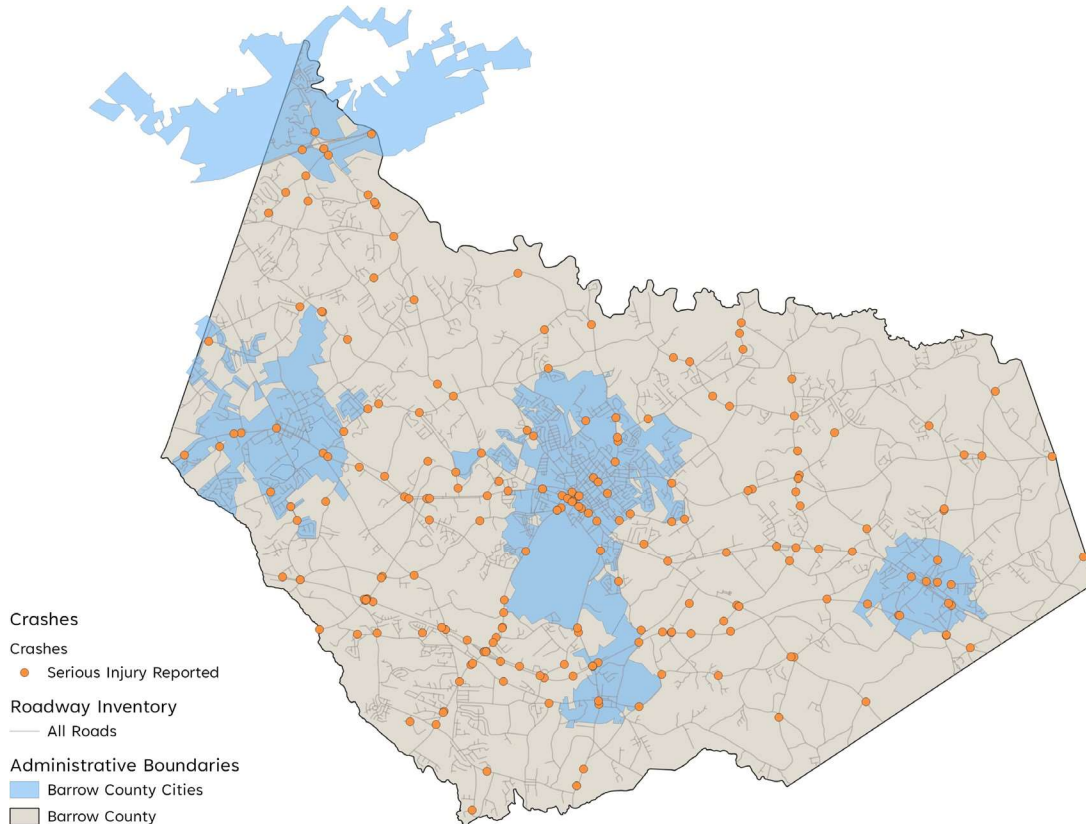 Crashes
Crashes
Serious Injury Reported
Roadway Inventory
All Roads
Administrative Boundaries
Barrow County Cities
Barrow County